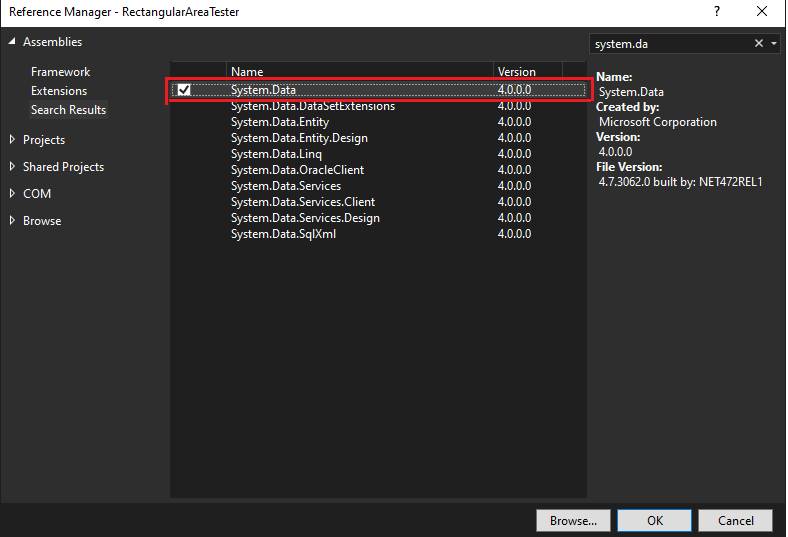 Reference Manager - RectangularAreaTester
?
Assemblies
system.da
Framework
Extensions
Search Results
Projects
Shared Projects
COM
Browse
Name Version
System.Data 4.0.0.0
System.Data.DataSetExtensions 4.0.0.0
System.Data.Entity 4.0.0.0
System.Data.Entity.Design 4.0.0.0
System.Data.Linq 4.0.0.0
System.Data.OracleClient 4.0.0.0
System.Data.Services 4.0.0.0
System.Data.Services.Client 4.0.0.0
System.Data.Services.Design 4.0.0.0
System.Data.SqlXml 4.0.0.0
Name:
System.Data
Created by:
Microsoft Corporation
Version:
4.0.0.0
File Version:
4.7.3062.0 built by: NET472REL1
Browse... OK Cancel